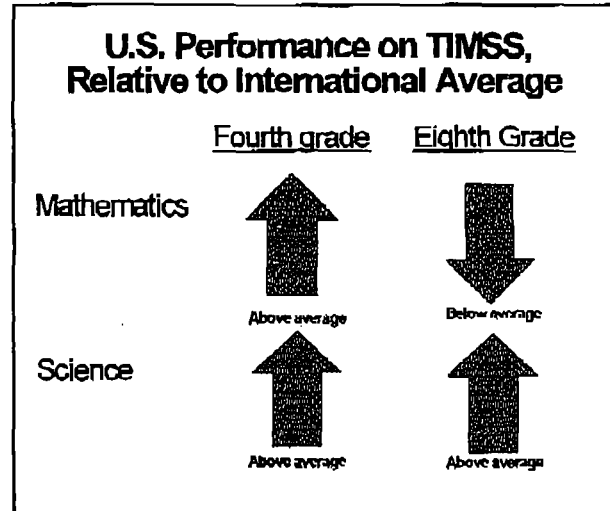 U.S. Performance on TIMSS,
Relative to International Average
Fourth grade Eighth Grade
Mathematics
Above average Below average
Science
Above average Above average